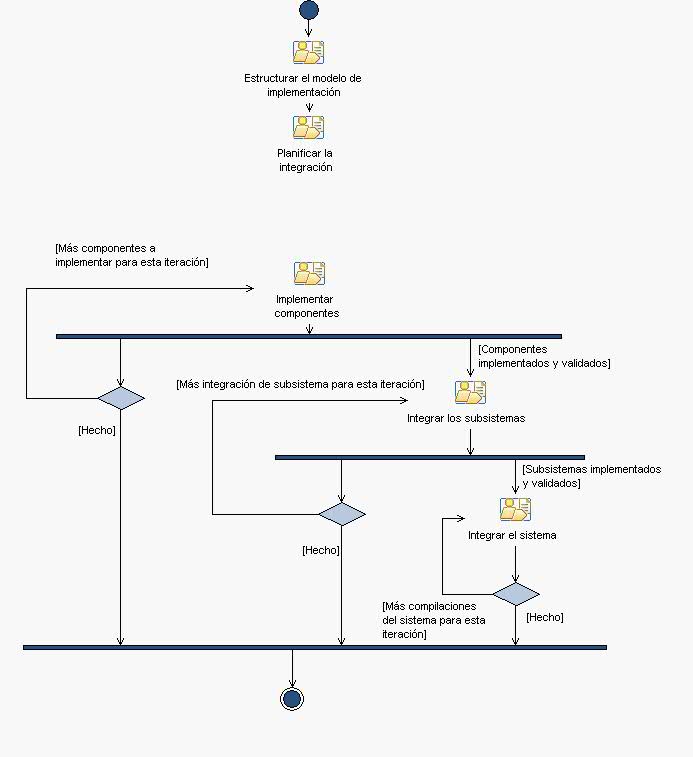 Estructurar el modelo de
implementación
Planificar la
integración
[Más componentes a
implementar para esta iteración]
Implementar
componentes
[Componentes
implementados y validados]
[Más integración de subsistema para esta iteración]
Integrar los subsistemas
[Hecho]
[Subsistemas implementados
y validados]
Integrar el sistema
[Hecho]
[Más compilaciones
del sistema para esta
iteración]
[Hecho]